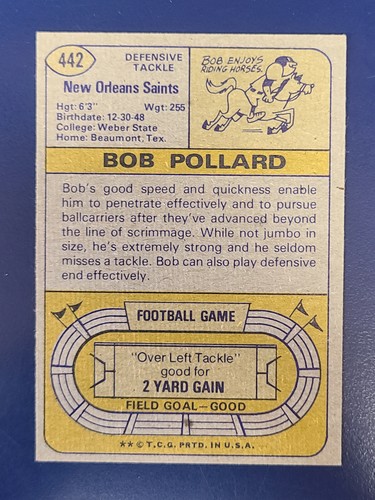 442
DEFENSIVE
TACKLE
New Orleans Saints
Hgt: 6'3" Wgt: 255
Birthdate: 12-30-48
College: Weber State
Home: Beaumont, Tex.
BOB ENJOYS
RIDING HORSES.
BOB POLLARD
Bob's good speed and quickness enable
him to penetrate effectively and to pursue
ballcarriers after they've advanced beyond
the line of scrimmage. While not jumbo in
size, he's extremely strong and he seldom
misses a tackle. Bob can also play defensive
end effectively.
FOOTBALL GAME
"Over Left Tackle"
good for
2 YARD GAIN
FIELD GOAL—GOOD
★★ © T.C.G. PRTD. IN U.S.A.